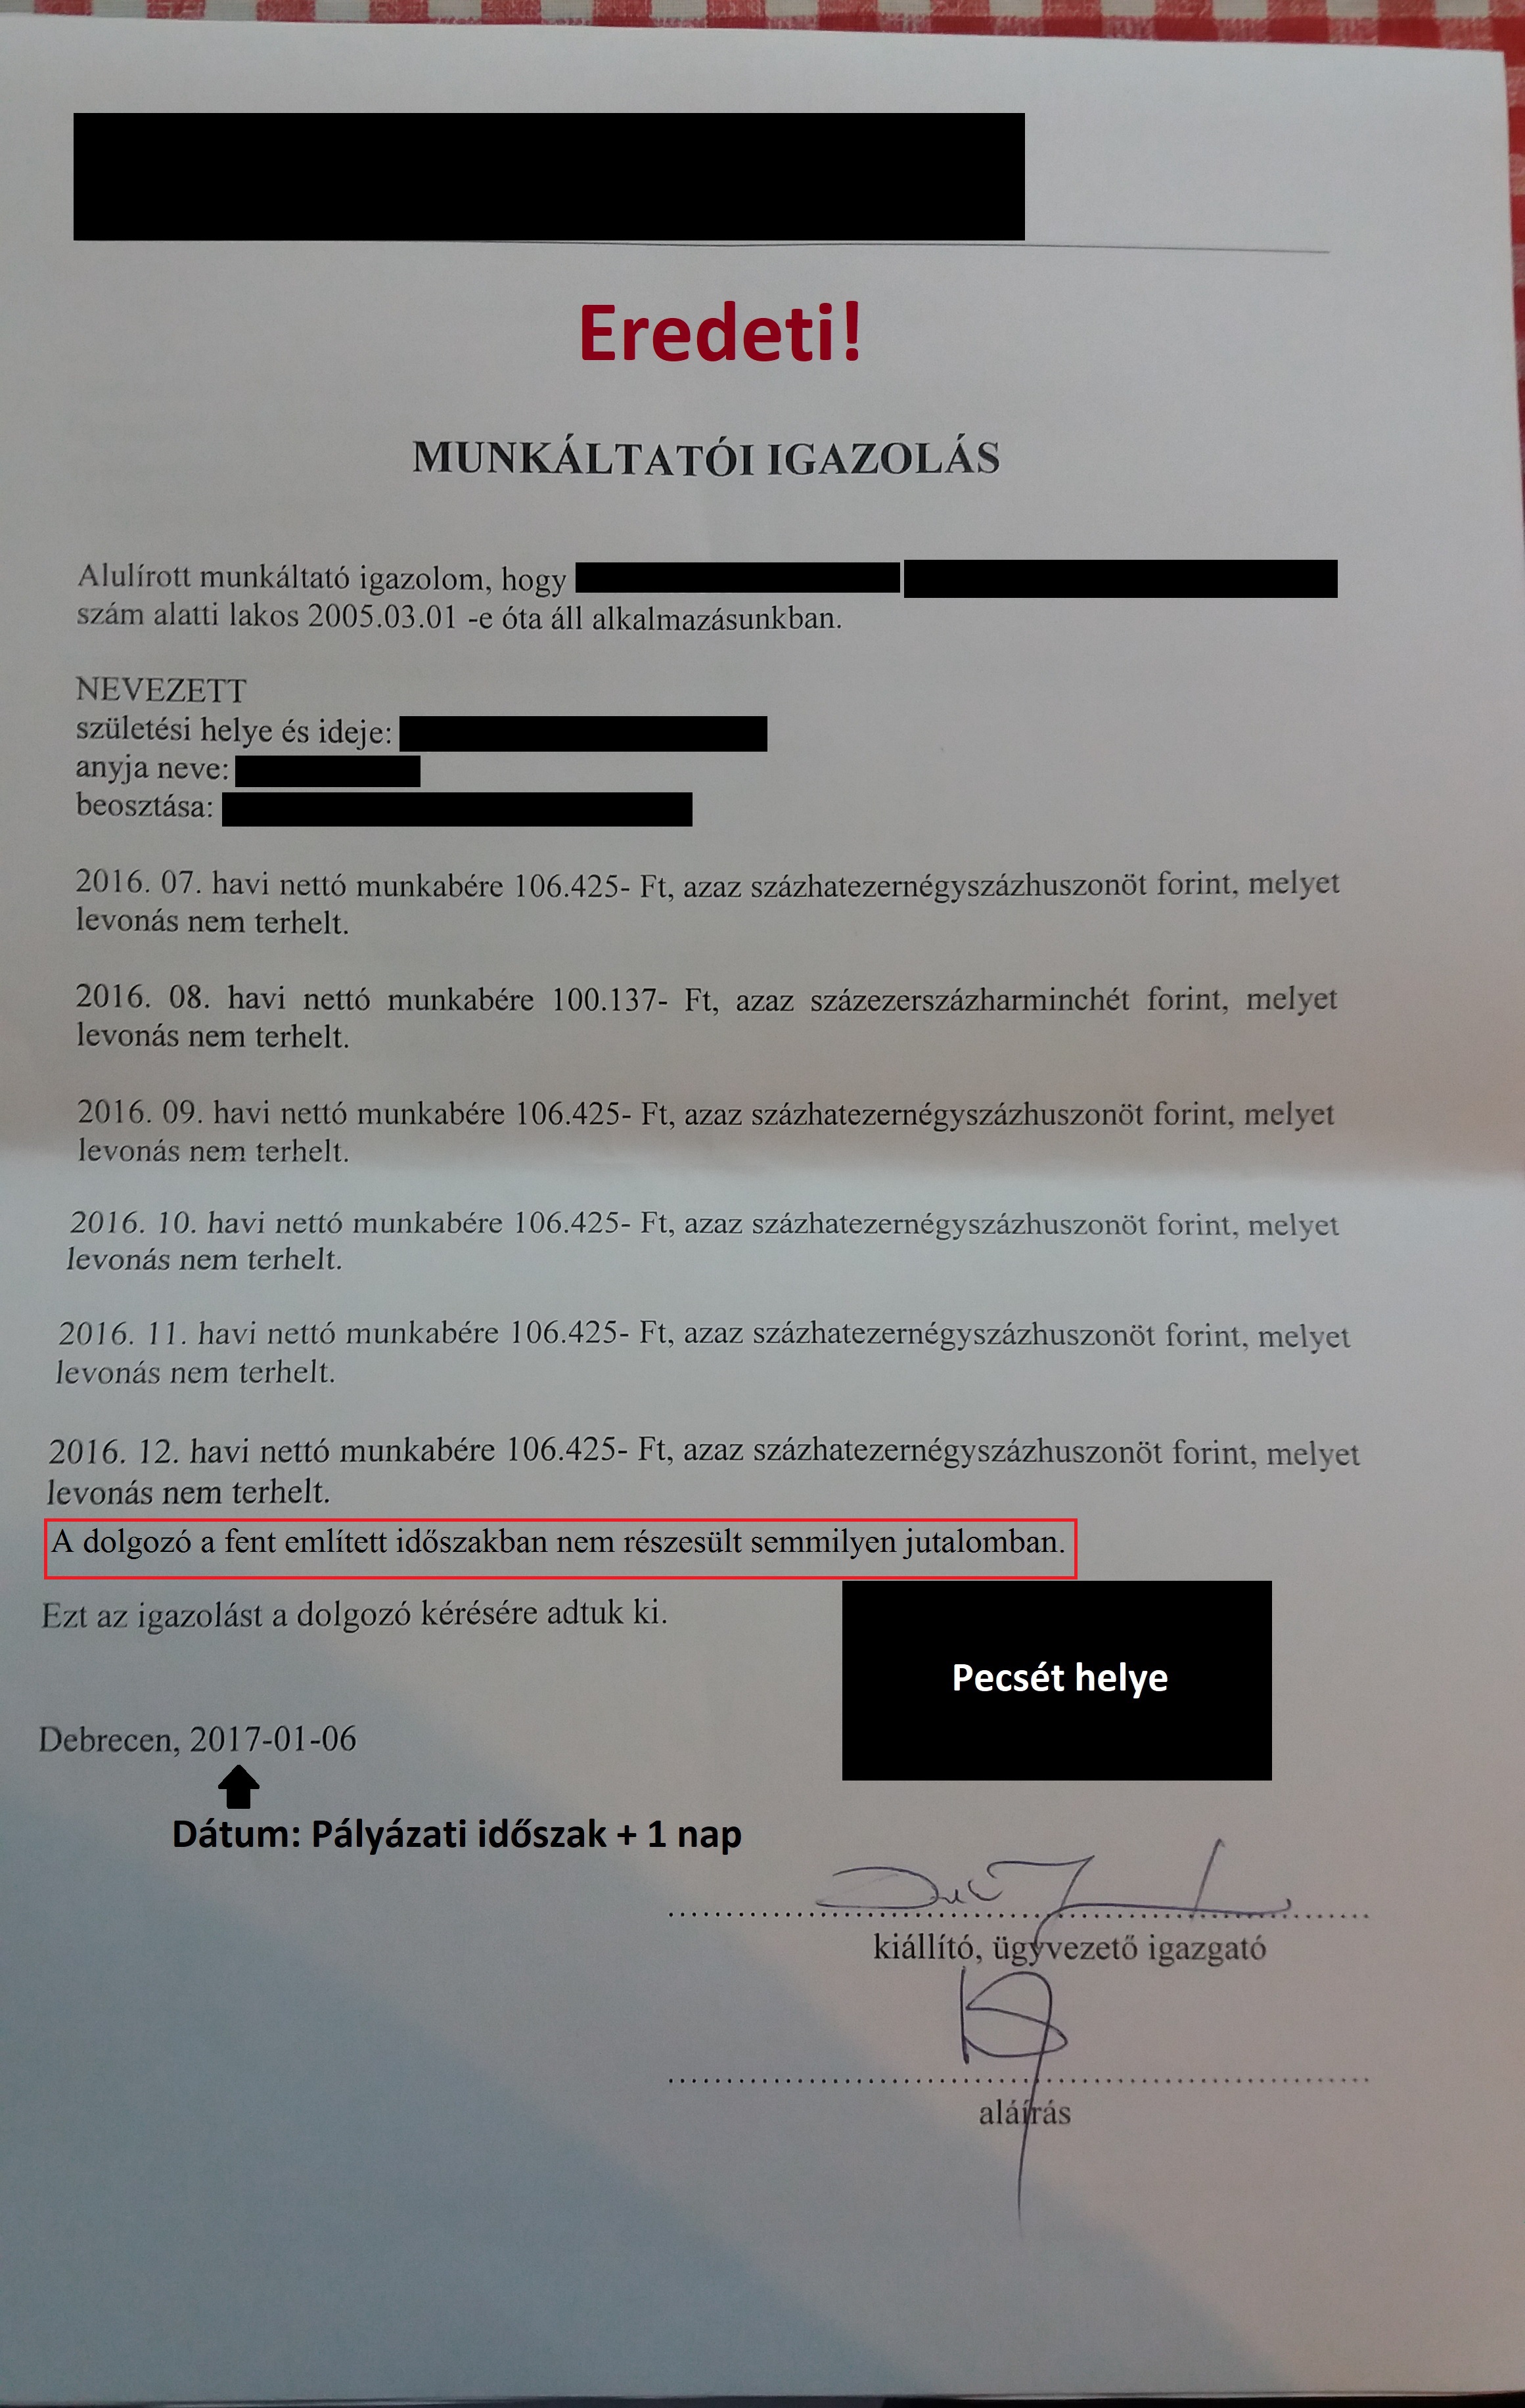 Eredeti!
MUNKÁLTATÓI IGAZOLÁS
Alulírott munkáltató igazolom, hogy
szám alatti lakos 2005.03.01 -e óta áll alkalmazásunkban.
NEVEZETT
születési helye és ideje:
anyja neve:
beosztása:
2016. 07. havi nettó munkabére 106.425- Ft, azaz százhatezernégyszázhuszonöt forint, melyet
levonás nem terhelt.
2016. 08. havi nettó munkabére 100.137- Ft, azaz százezerszázharminchét forint, melyet
levonás nem terhelt.
2016. 09. havi nettó munkabére 106.425- Ft, azaz százhatezernégyszázhuszonöt forint, melyet
levonás nem terhelt.
2016. 10. havi nettó munkabére 106.425- Ft, azaz százhatezernégyszázhuszonöt forint, melyet
levonás nem terhelt.
2016. 11. havi nettó munkabére 106.425- Ft, azaz százhatezernégyszázhuszonöt forint, melyet
levonás nem terhelt.
2016. 12. havi nettó munkabére 106.425- Ft, azaz százhatezernégyszázhuszonöt forint, melyet
levonás nem terhelt.
A dolgozó a fent említett időszakban nem részesült semmilyen jutalomban.
Ezt az igazolást a dolgozó kérésére adtuk ki.
Pecsét helye
Debrecen, 2017-01-06
Dátum: Pályázati időszak + 1 nap
kiállító, ügyvezető igazgató
aláírás